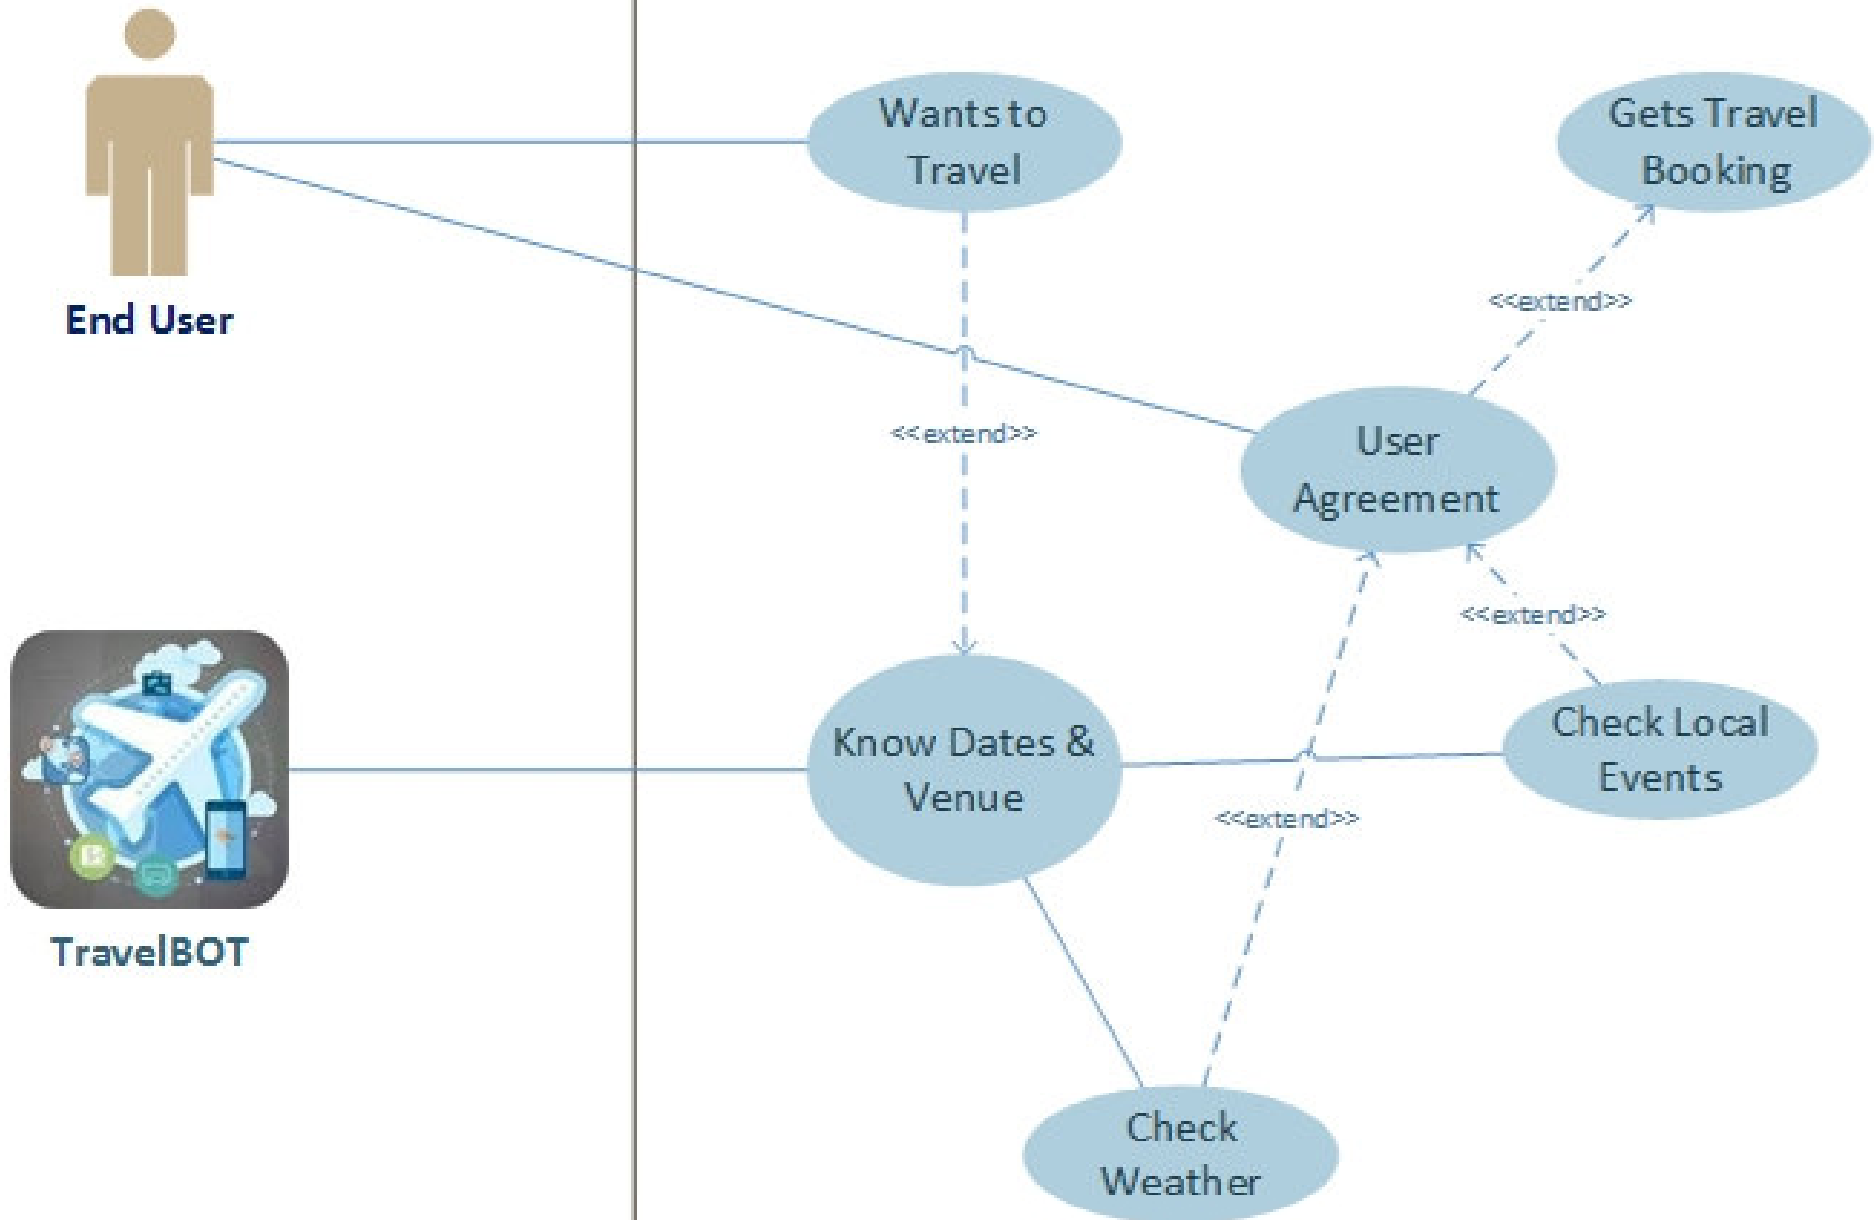 Wants to
Travel
Gets Travel
Booking
<<extend>>
End User
<<extend>>
User
Agreement
<<extend>>
Know Dates &
Venue
Check Local
Events
<<extend>>
TravelBOT
Check
Weather